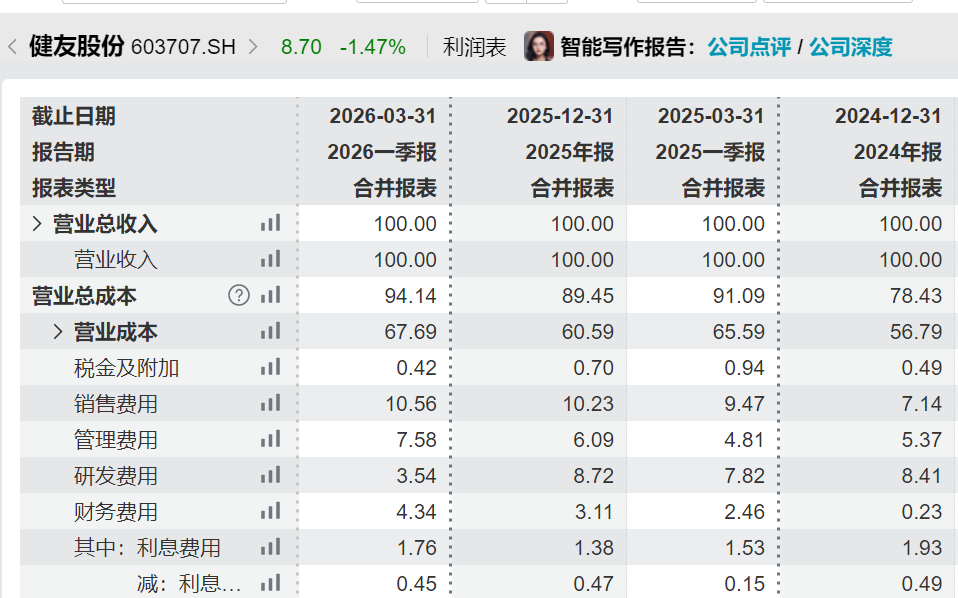 健友股份 603707.SH 8.70 -1.47% 利润表 智能写作报告：公司点评 / 公司深度
截止日期 2026-03-31 2025-12-31 2025-03-31 2024-12-31
报告期 2026一季报 2025年报 2025一季报 2024年报
报表类型 合并报表 合并报表 合并报表 合并报表
营业总收入 100.00 100.00 100.00 100.00
营业收入 100.00 100.00 100.00 100.00
营业总成本 ? 94.14 89.45 91.09 78.43
营业成本 67.69 60.59 65.59 56.79
税金及附加 0.42 0.70 0.94 0.49
销售费用 10.56 10.23 9.47 7.14
管理费用 7.58 6.09 4.81 5.37
研发费用 3.54 8.72 7.82 8.41
财务费用 4.34 3.11 2.46 0.23
其中：利息费用 1.76 1.38 1.53 1.93
减：利息… 0.45 0.47 0.15 0.49